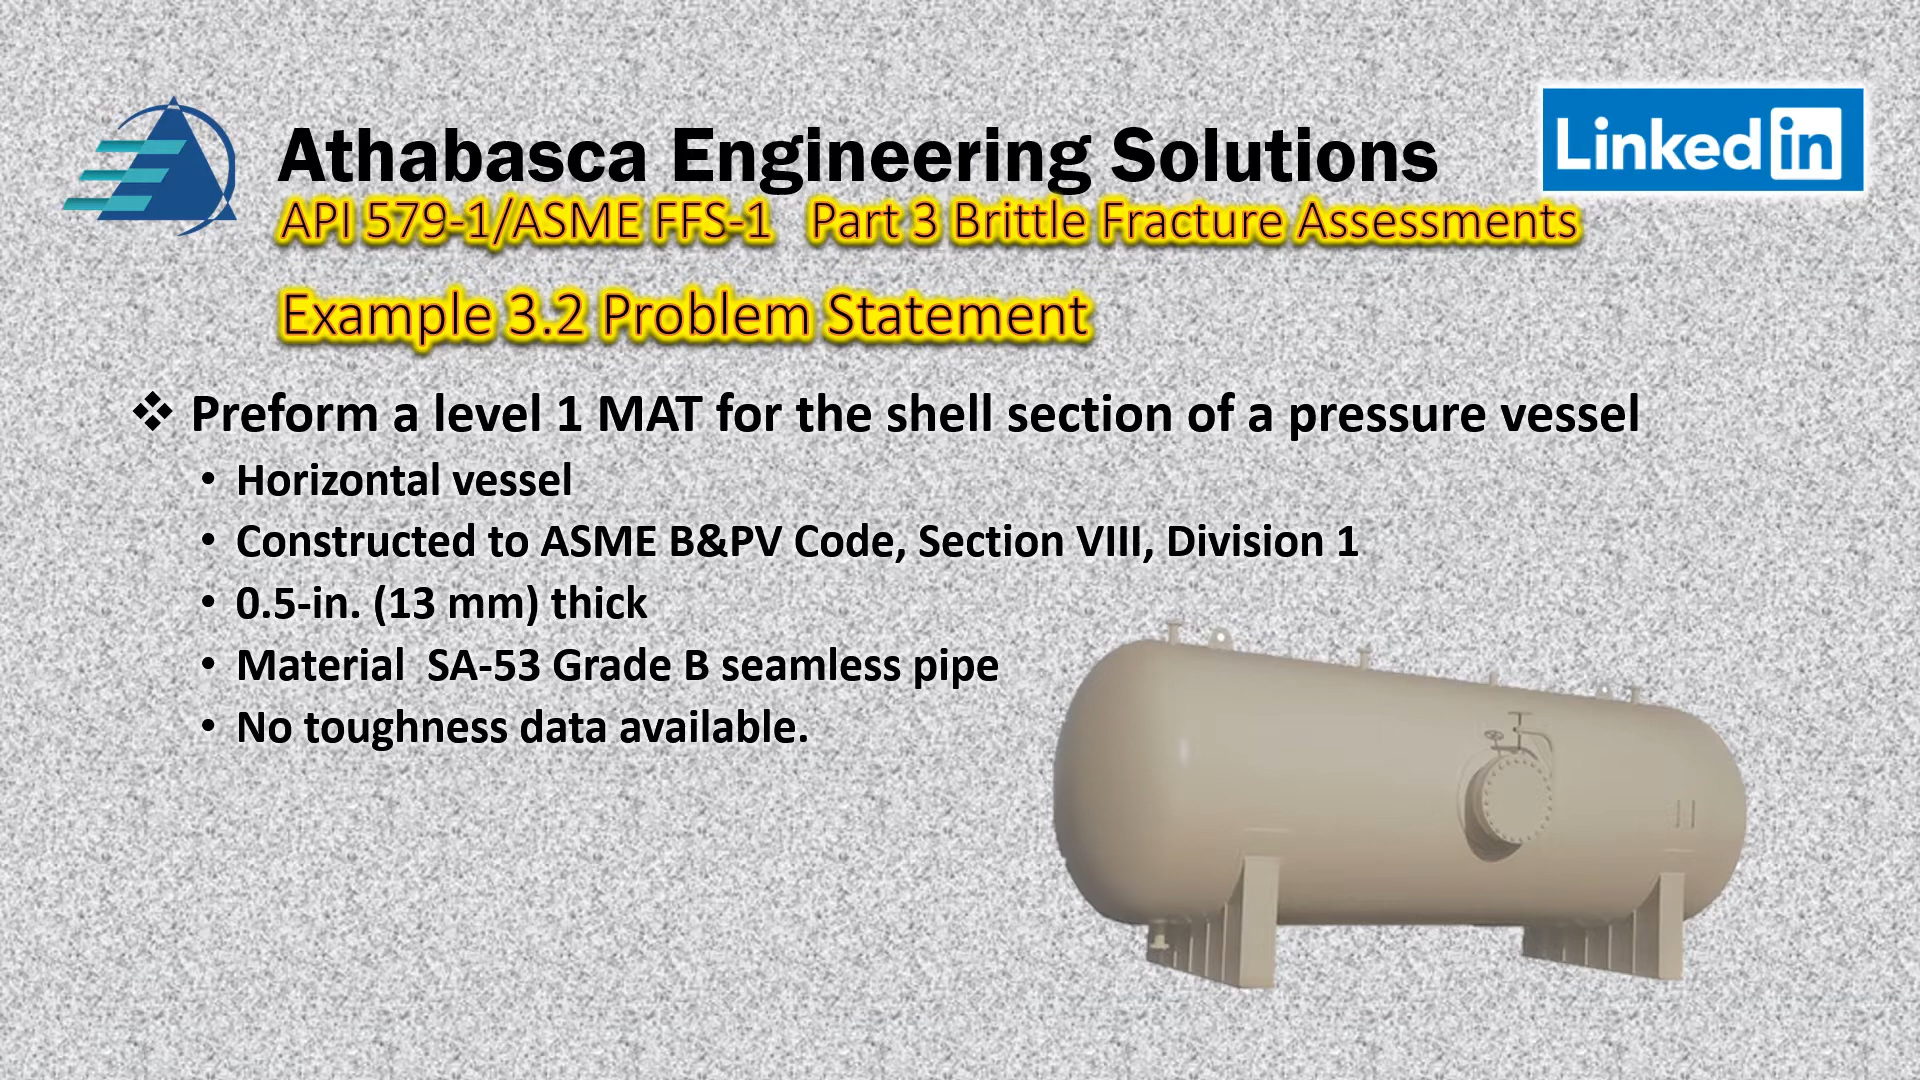 Athabasca Engineering Solutions
LinkedIn
API 579-1/ASME FFS-1 Part 3 Brittle Fracture Assessments
Example 3.2 Problem Statement
❖ Preform a level 1 MAT for the shell section of a pressure vessel
• Horizontal vessel
• Constructed to ASME B&PV Code, Section VIII, Division 1
• 0.5-in. (13 mm) thick
• Material SA-53 Grade B seamless pipe
• No toughness data available.